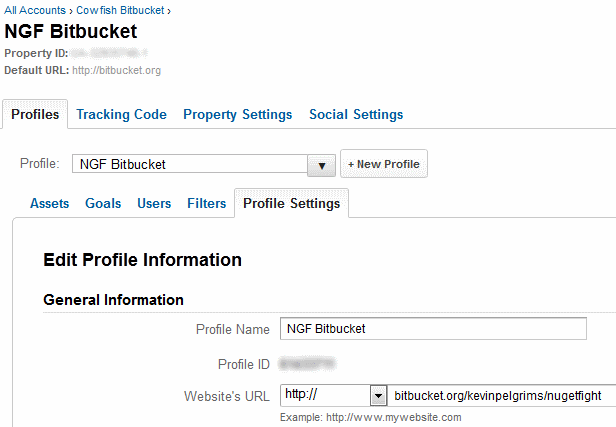 All Accounts › Cowfish Bitbucket ›
NGF Bitbucket
Property ID:
Default URL: http://bitbucket.org
Profiles Tracking Code Property Settings Social Settings
Profile: NGF Bitbucket + New Profile
Assets Goals Users Filters Profile Settings
Edit Profile Information
General Information
Profile Name NGF Bitbucket
Profile ID
Website's URL http:// bitbucket.org/kevinpelgrims/nugetfight
Example: http://www.mywebsite.com